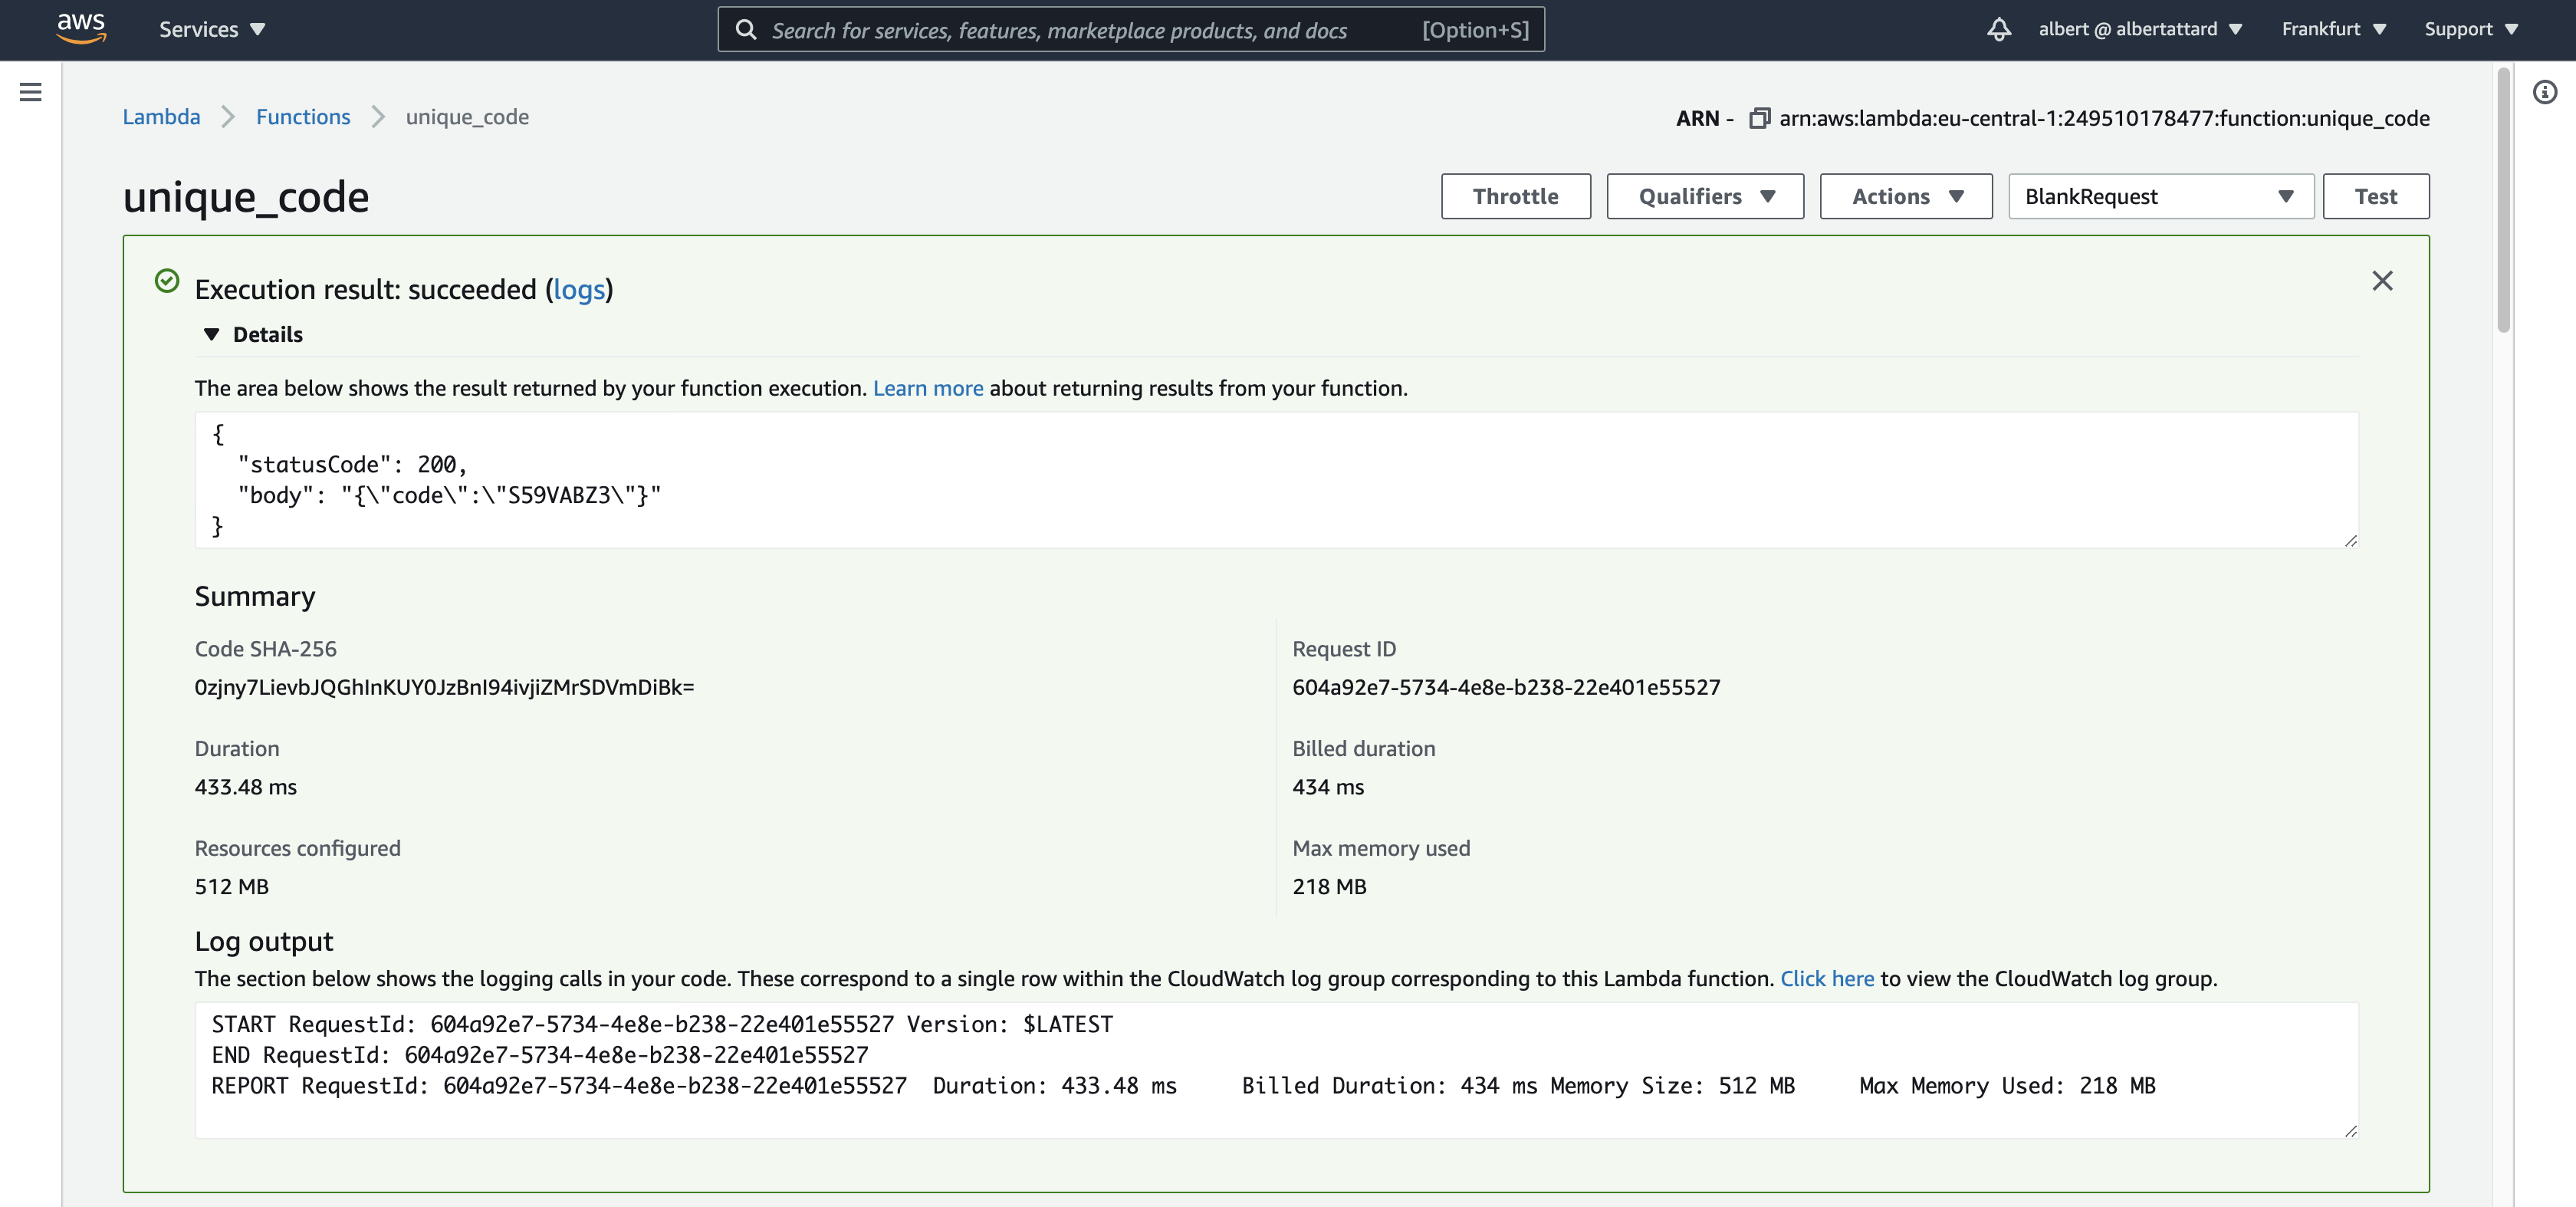 aws Services Search for services, features, marketplace products, and docs [Option+S] albert @ albertattard Frankfurt Support
Lambda Functions unique_code ARN - arn:aws:lambda:eu-central-1:249510178477:function:unique_code
unique_code Throttle Qualifiers Actions BlankRequest Test
Execution result: succeeded (logs)
Details
The area below shows the result returned by your function execution. Learn more about returning results from your function.
{
"statusCode": 200,
"body": "{\"code\":\"S59VABZ3\"}"
}
Summary
Code SHA-256 Request ID
0zjny7LievbJQGhInKUY0JzBnI94ivjiZMrSDVmDiBk= 604a92e7-5734-4e8e-b238-22e401e55527
Duration Billed duration
433.48 ms 434 ms
Resources configured Max memory used
512 MB 218 MB
Log output
The section below shows the logging calls in your code. These correspond to a single row within the CloudWatch log group corresponding to this Lambda function. Click here to view the CloudWatch log group.
START RequestId: 604a92e7-5734-4e8e-b238-22e401e55527 Version: $LATEST
END RequestId: 604a92e7-5734-4e8e-b238-22e401e55527
REPORT RequestId: 604a92e7-5734-4e8e-b238-22e401e55527 Duration: 433.48 ms Billed Duration: 434 ms Memory Size: 512 MB Max Memory Used: 218 MB